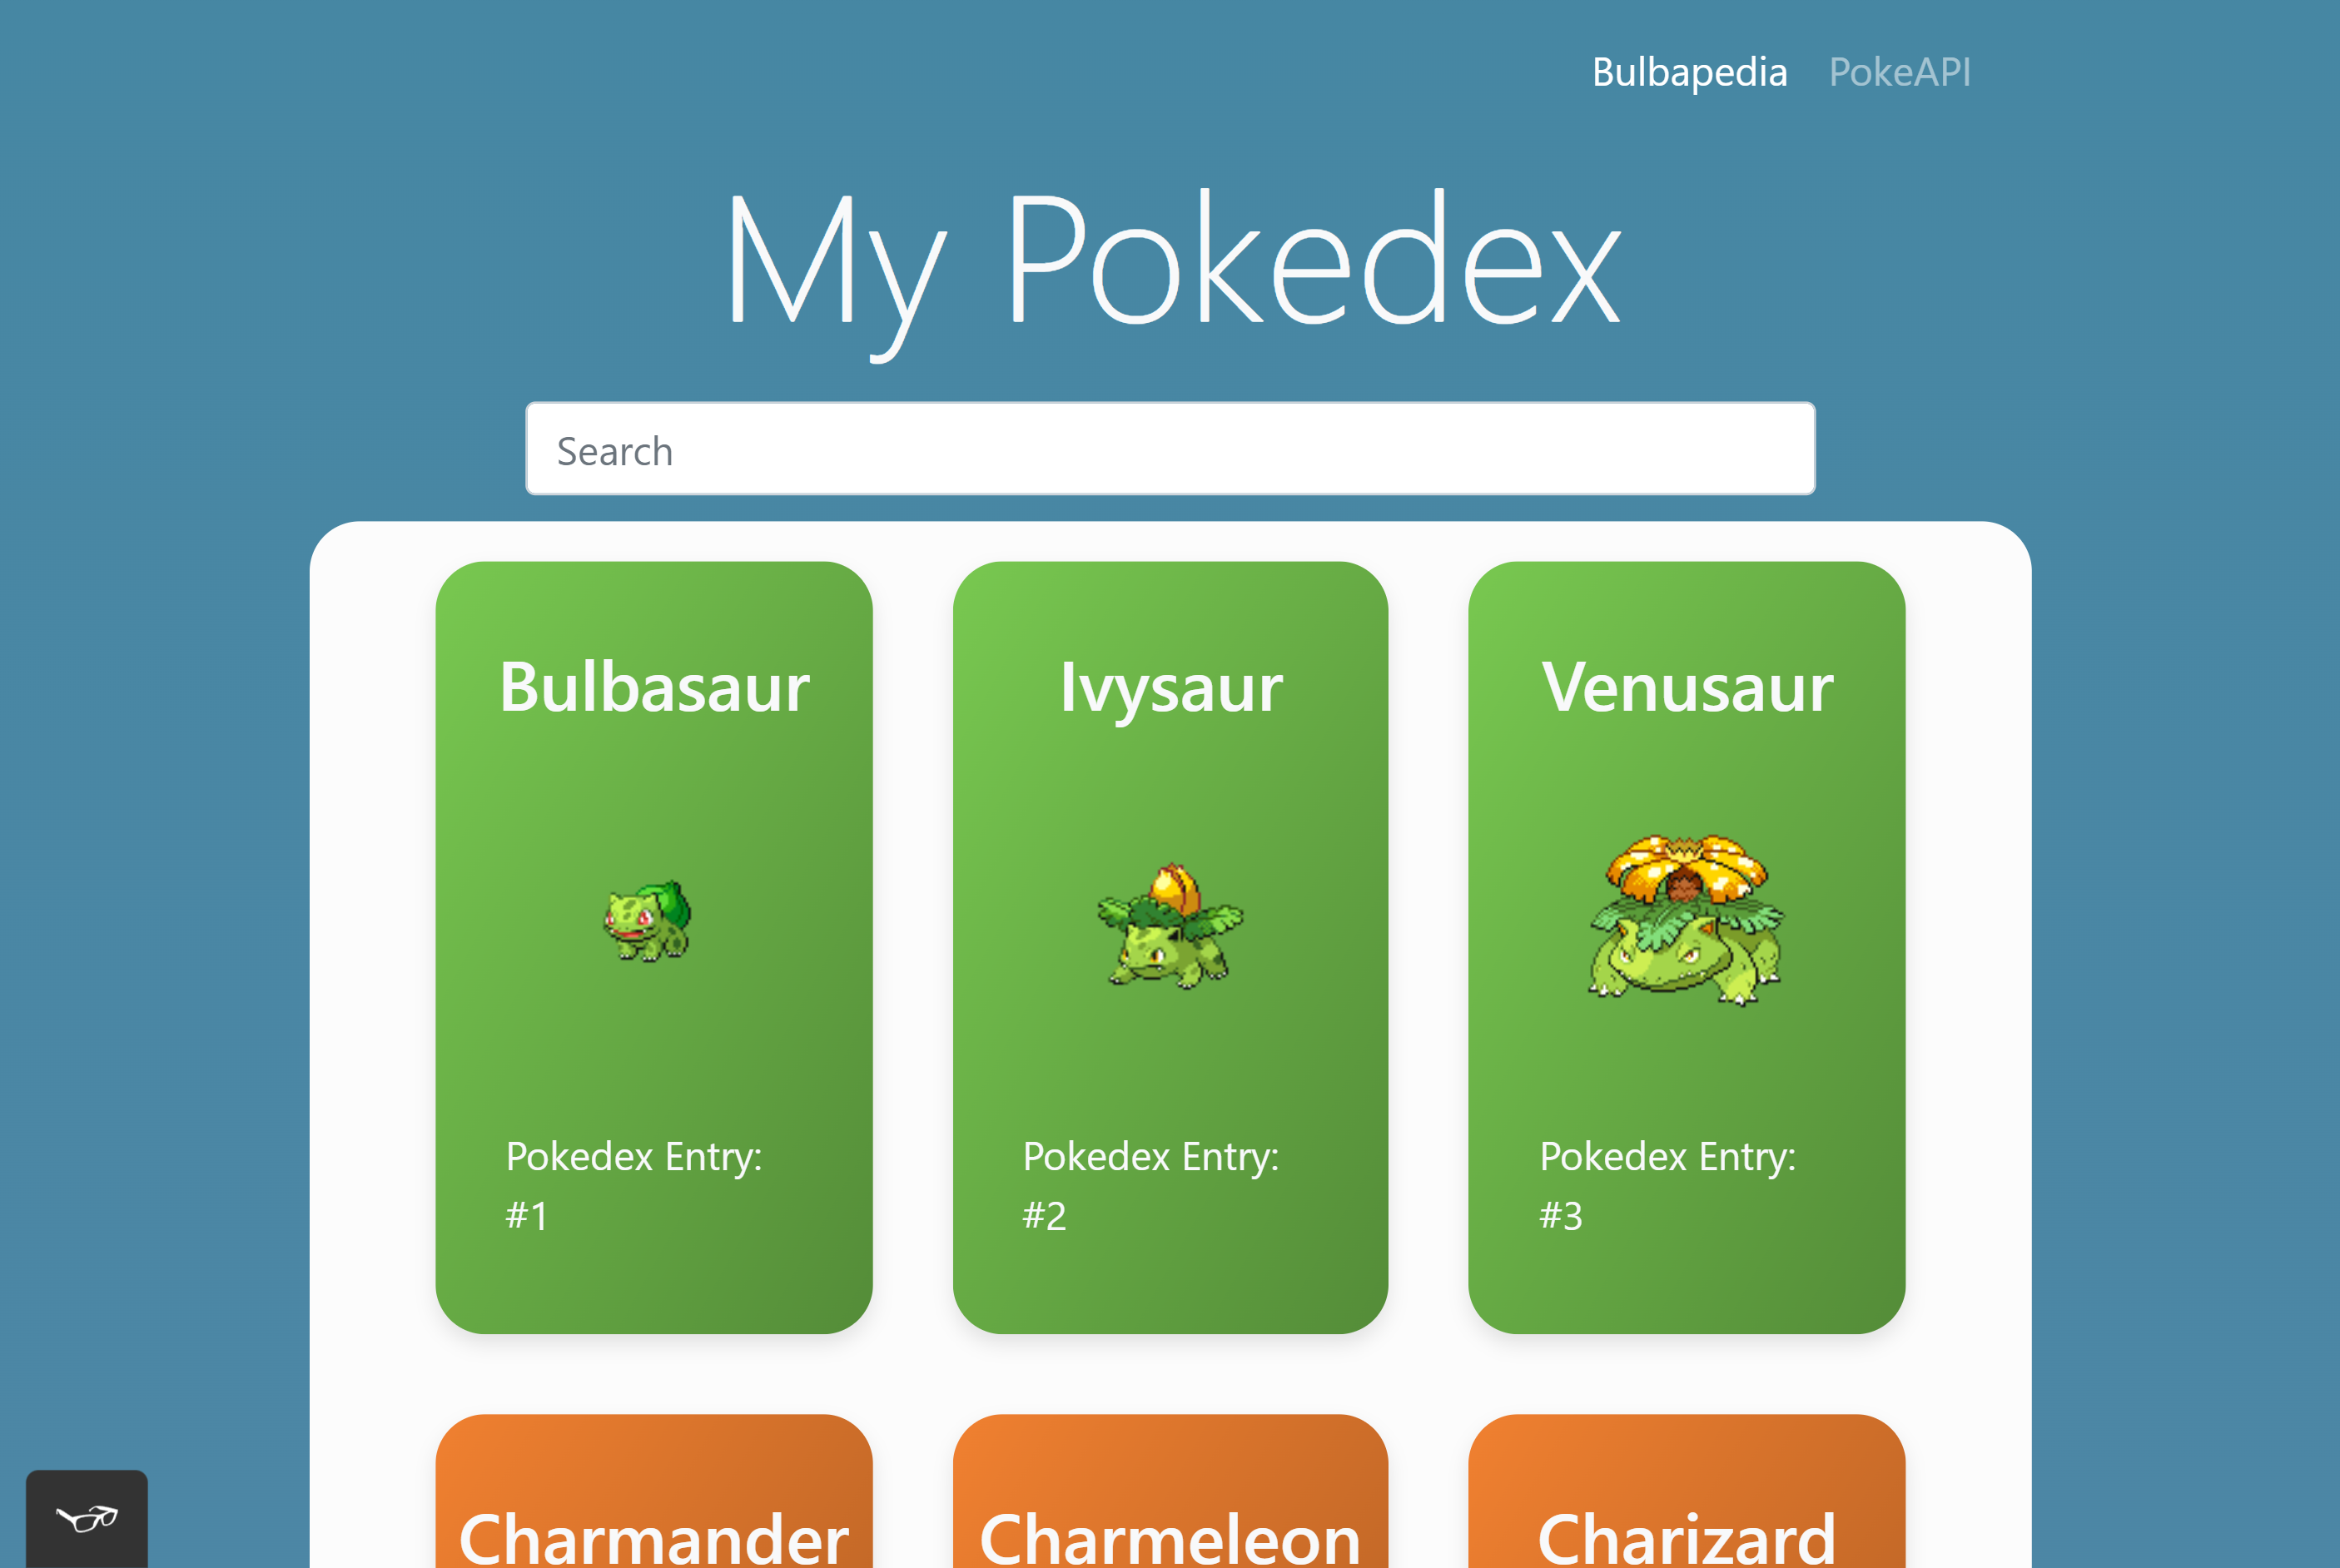 Bulbapedia PokeAPI
My Pokedex
Search
Bulbasaur
Pokedex Entry:
#1
Ivysaur
Pokedex Entry:
#2
Venusaur
Pokedex Entry:
#3
Charmander
Charmeleon
Charizard